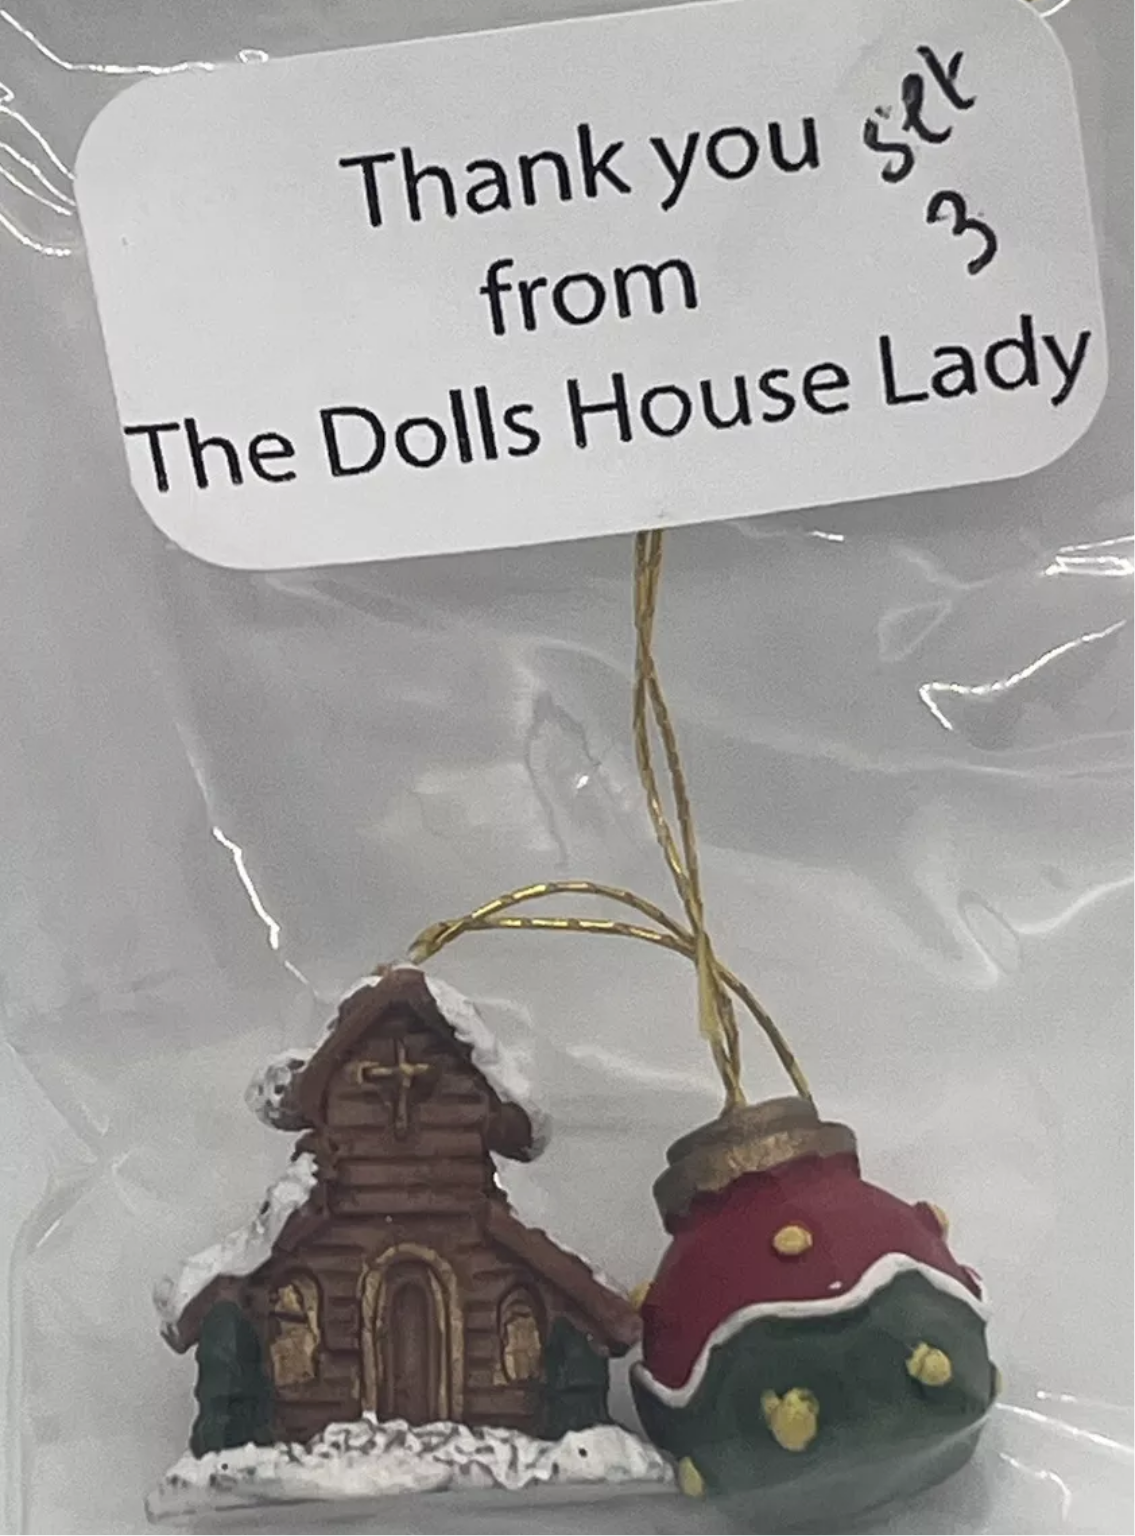 Thank you set
from 3
The Dolls House Lady